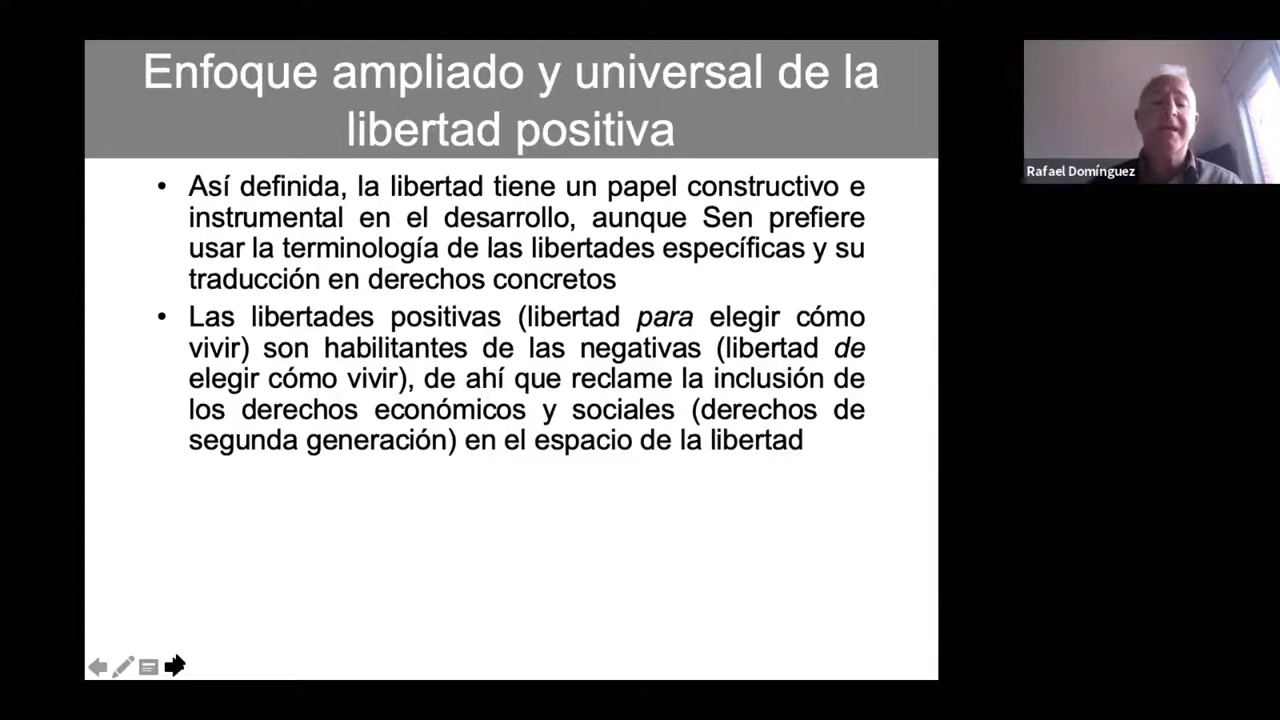 Enfoque ampliado y universal de la
libertad positiva
• Así definida, la libertad tiene un papel constructivo e
instrumental en el desarrollo, aunque Sen prefiere
usar la terminología de las libertades específicas y su
traducción en derechos concretos
• Las libertades positivas (libertad para elegir cómo
vivir) son habilitantes de las negativas (libertad de
elegir cómo vivir), de ahí que reclame la inclusión de
los derechos económicos y sociales (derechos de
segunda generación) en el espacio de la libertad
Rafael Domínguez